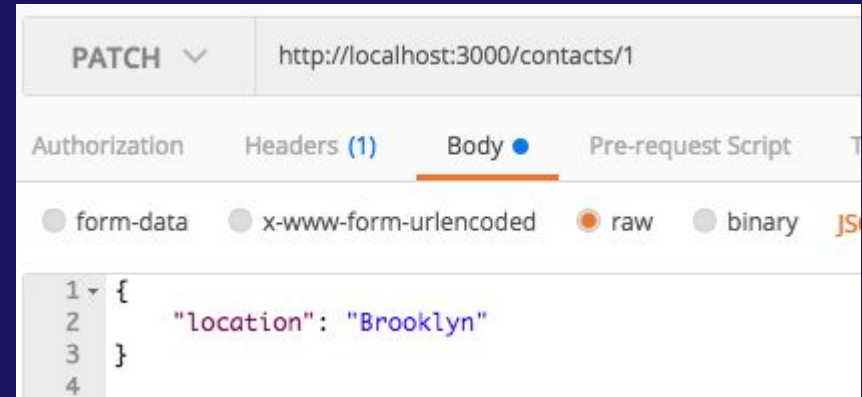 PATCH http://localhost:3000/contacts/1
Authorization Headers (1) Body Pre-request Script
form-data x-www-form-urlencoded raw binary
1 {
2 "location": "Brooklyn"
3 }
4